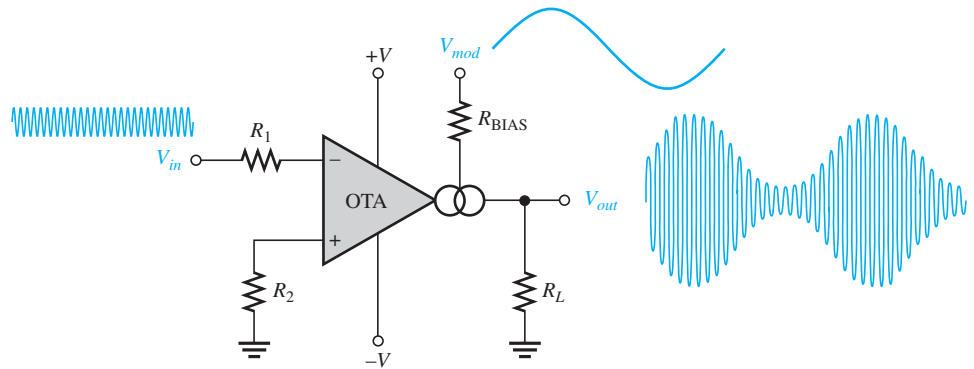 V_mod
+V
R_BIAS
R_1
V_in
−
OTA
V_out
+
R_2
R_L
−V